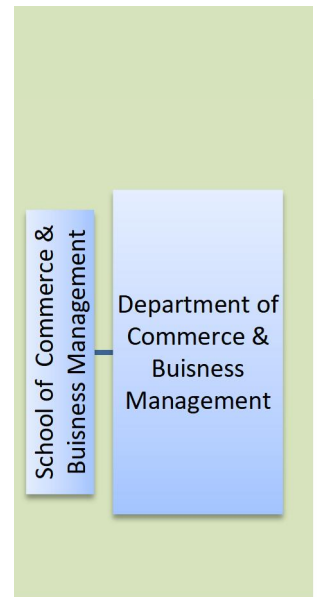 School of Commerce &
Buisness Management
Department of
Commerce &
Buisness
Management